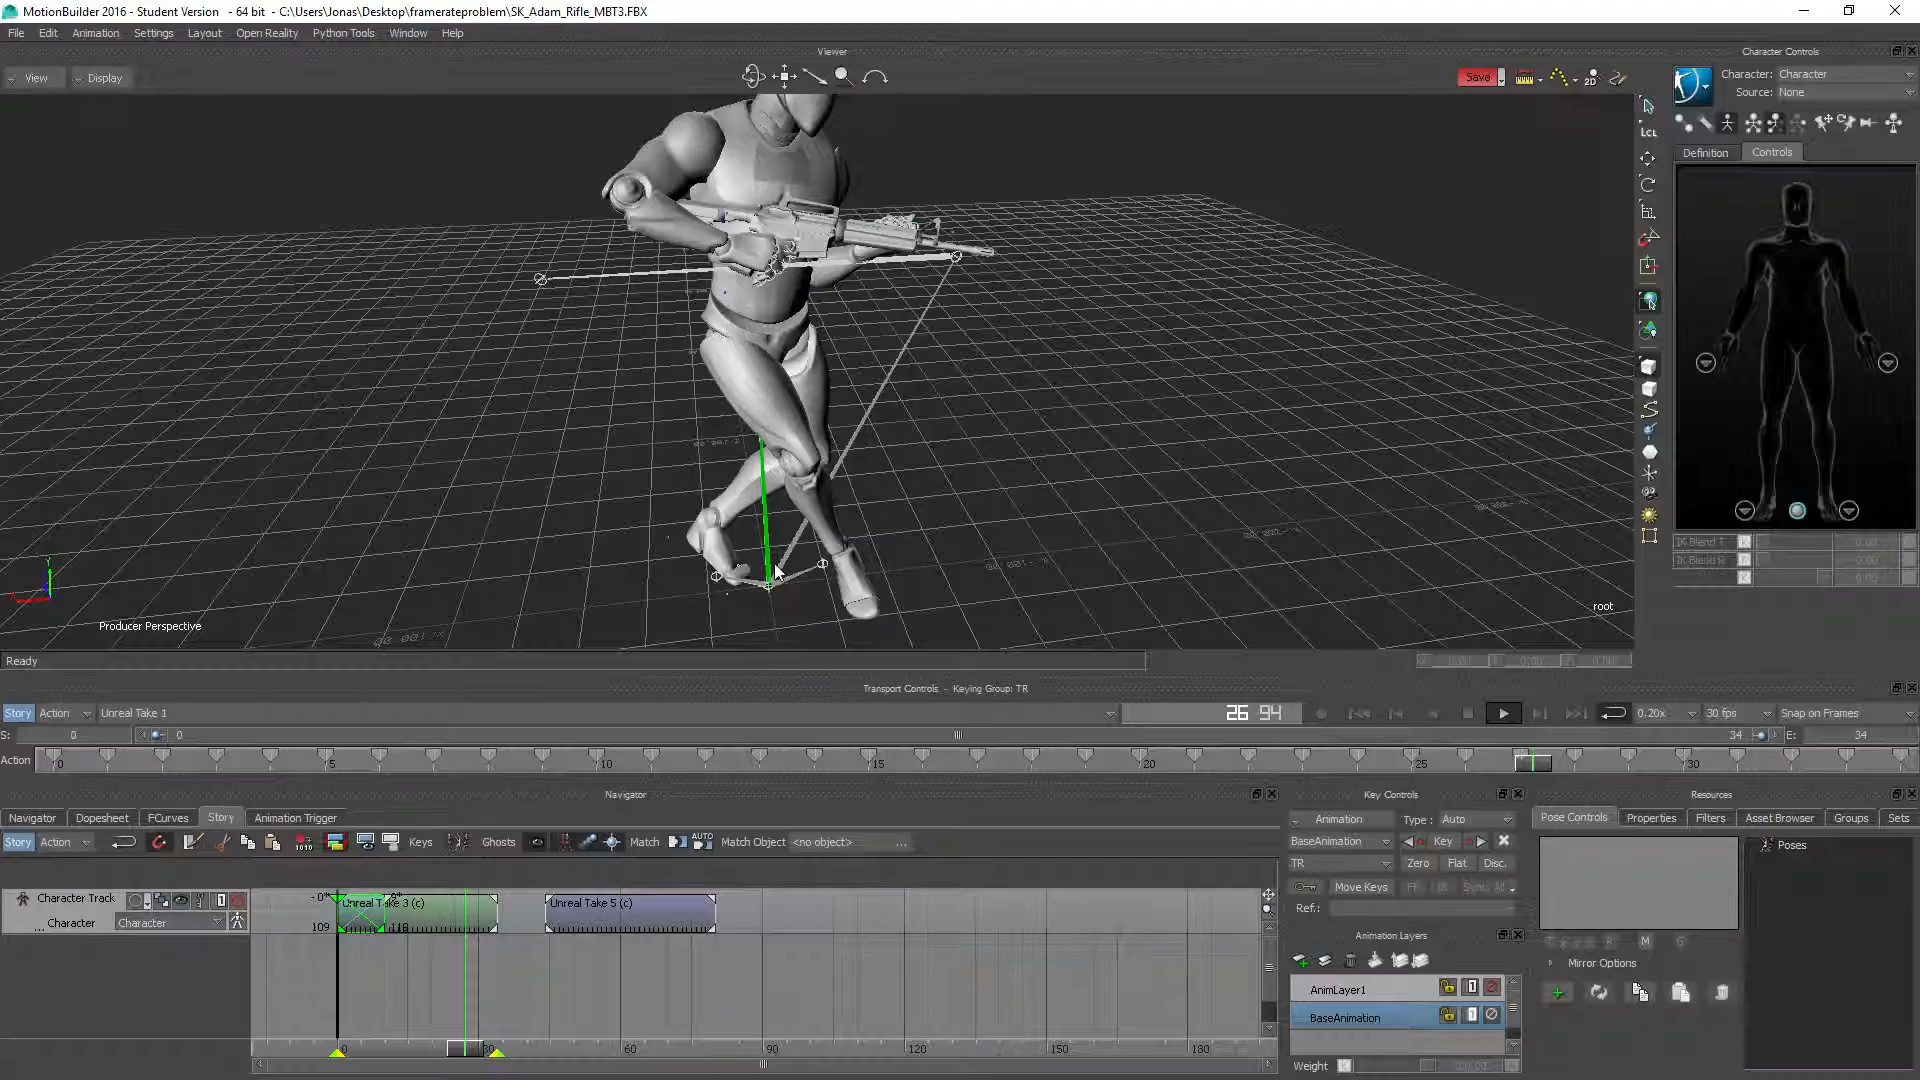 MotionBuilder 2016 - Student Version - 64 bit - C:\Users\Jonas\Desktop\framerateproblem\SK_Adam_Rifle_MBT3.FBX
File Edit Animation Settings Layout Open Reality Python Tools Window Help
Viewer
Character Controls
View Display
Save
2D
Character: Character
Source: None
LCL
Definition Controls
Producer Perspective
root
Ready
Transport Controls - Keying Group: TR
Story Action Unreal Take 1
26 94
0.20x 30 fps Snap on Frames
S: 0 0
34 E: 34
Action 0 5 10 15 20 25 30
Navigator
Key Controls
Resources
Navigator Dopesheet FCurves Story Animation Trigger
Animation Type : Auto
Pose Controls Properties Filters Asset Browser Groups Sets
Story Action
Keys Ghosts Match AUTO Match Object <no object> ...
BaseAnimation Key
Poses
TR Zero Flat Disc.
Move Keys
Ref.:
Character Track
Unreal Take 3 (c)
Unreal Take 5 (c)
... Character Character
109
Animation Layers
M
Mirror Options
AnimLayer1
BaseAnimation
0 30 60 90 120 150 180
Weight